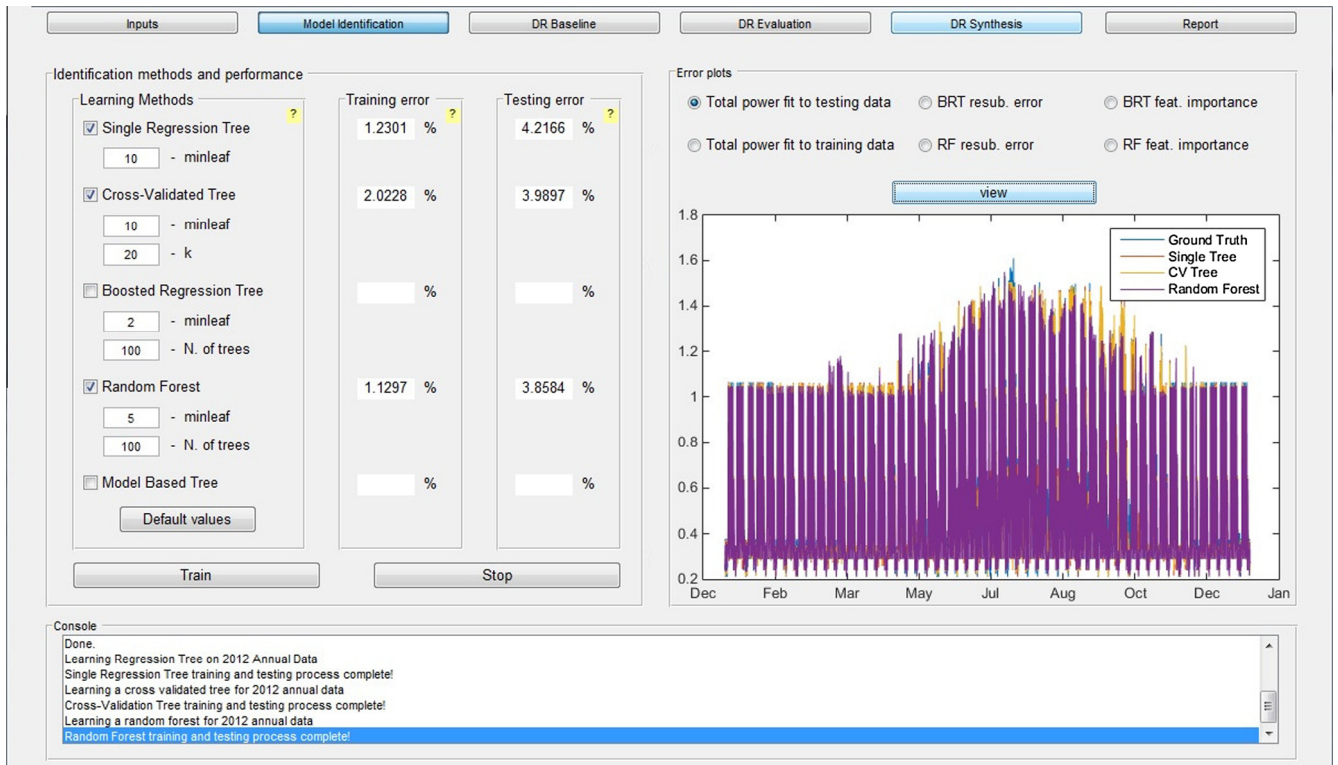 Inputs
Model Identification
DR Baseline
DR Evaluation
DR Synthesis
Report
Identification methods and performance
Learning Methods
?
Training error
?
Testing error
?
Single Regression Tree
1.2301 %
4.2166 %
10 - minleaf
Cross-Validated Tree
2.0228 %
3.9897 %
10 - minleaf
20 - k
Boosted Regression Tree
%
%
2 - minleaf
100 - N. of trees
Random Forest
1.1297 %
3.8584 %
5 - minleaf
100 - N. of trees
Model Based Tree
%
%
Default values
Train
Stop
Error plots
Total power fit to testing data
BRT resub. error
BRT feat. importance
Total power fit to training data
RF resub. error
RF feat. importance
view
1.8
1.6
1.4
1.2
1
0.8
0.6
0.4
0.2
Ground Truth
Single Tree
CV Tree
Random Forest
Dec Feb Mar May Jul Aug Oct Dec Jan
Console
Done.
Learning Regression Tree on 2012 Annual Data
Single Regression Tree training and testing process complete!
Learning a cross validated tree for 2012 annual data
Cross-Validation Tree training and testing process complete!
Learning a random forest for 2012 annual data
Random Forest training and testing process complete!